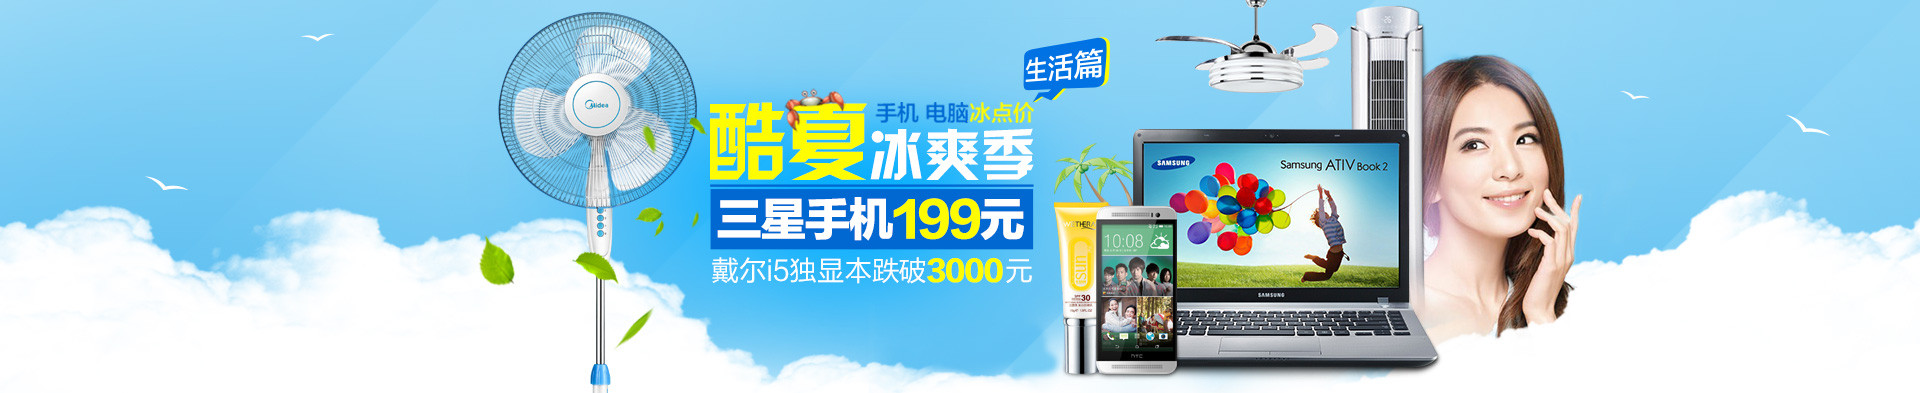 生活篇
手机 电脑冰点价
酷夏冰爽季
三星手机199元
戴尔i5独显本跌破3000元
Midea
SAMSUNG
Samsung ATIV Book 2
SAMSUNG
10:08
sun
30
hTC